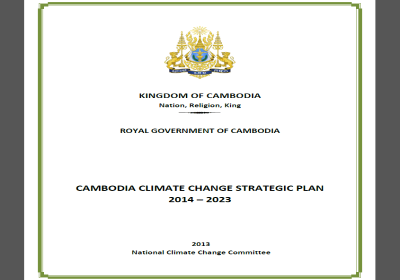 KINGDOM OF CAMBODIA
Nation, Religion, King
ROYAL GOVERNMENT OF CAMBODIA
CAMBODIA CLIMATE CHANGE STRATEGIC PLAN
2014 – 2023
2013
National Climate Change Committee